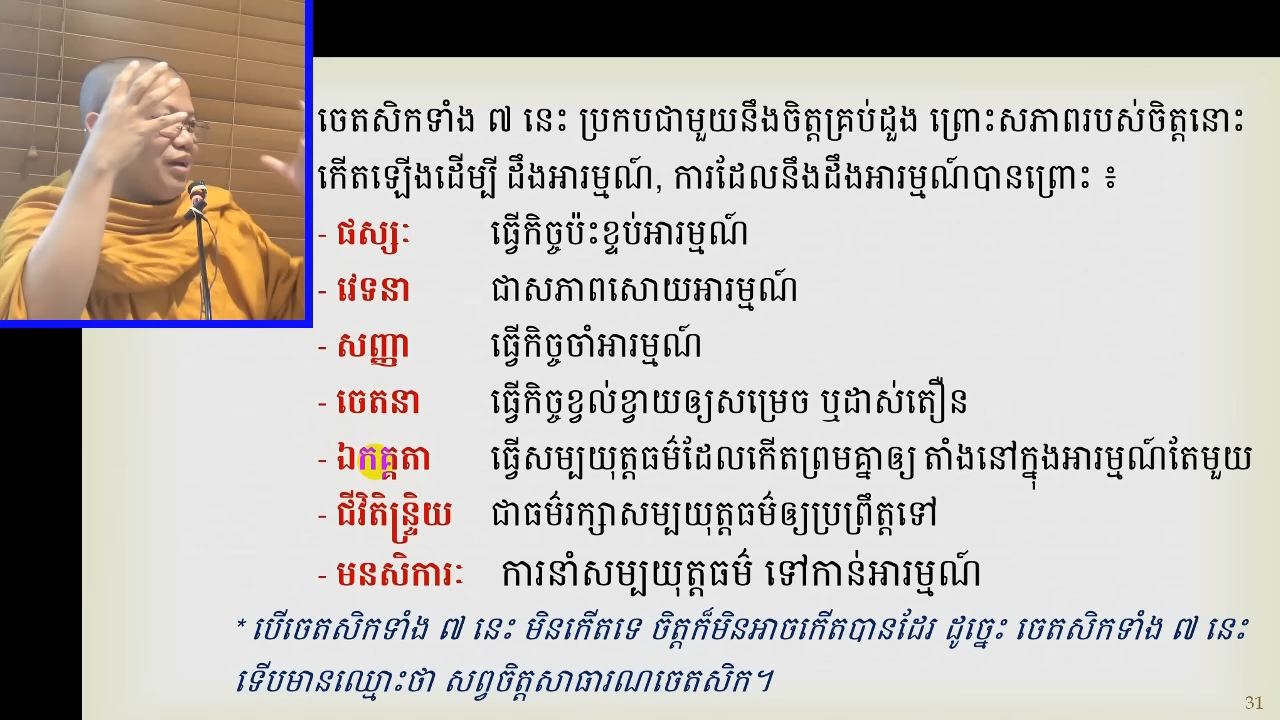 ចេតសិកទាំង ៧ នេះ ប្រកបជាមួយនឹងចិត្តគ្រប់ដួង ព្រោះសភាពរបស់ចិត្តនោះ
កើតឡើងដើម្បី ដឹងអារម្មណ៍, ការដែលនឹងដឹងអារម្មណ៍បានព្រោះ ៖
- ផស្សៈ ធ្វើកិច្ចប៉ះខ្ទប់អារម្មណ៍
- វេទនា ជាសភាពសោយអារម្មណ៍
- សញ្ញា ធ្វើកិច្ចចាំអារម្មណ៍
- ចេតនា ធ្វើកិច្ចខ្វល់ខ្វាយឲ្យសម្រេច ឬដាស់តឿន
- ឯកគ្គតា ធ្វើសម្បយុត្តធម៌ដែលកើតព្រមគ្នាឲ្យ តាំងនៅក្នុងអារម្មណ៍តែមួយ
- ជីវិតិន្ទ្រិយ ជាធម៌រក្សាសម្បយុត្តធម៌ឲ្យប្រព្រឹត្តទៅ
- មនសិការៈ ការនាំសម្បយុត្តធម៌ ទៅកាន់អារម្មណ៍
* បើចេតសិកទាំង ៧ នេះ មិនកើតទេ ចិត្តក៏មិនអាចកើតបានដែរ ដូច្នេះ ចេតសិកទាំង ៧ នេះ
ទើបមានឈ្មោះថា សព្វចិត្តសាធារណចេតសិក។
31